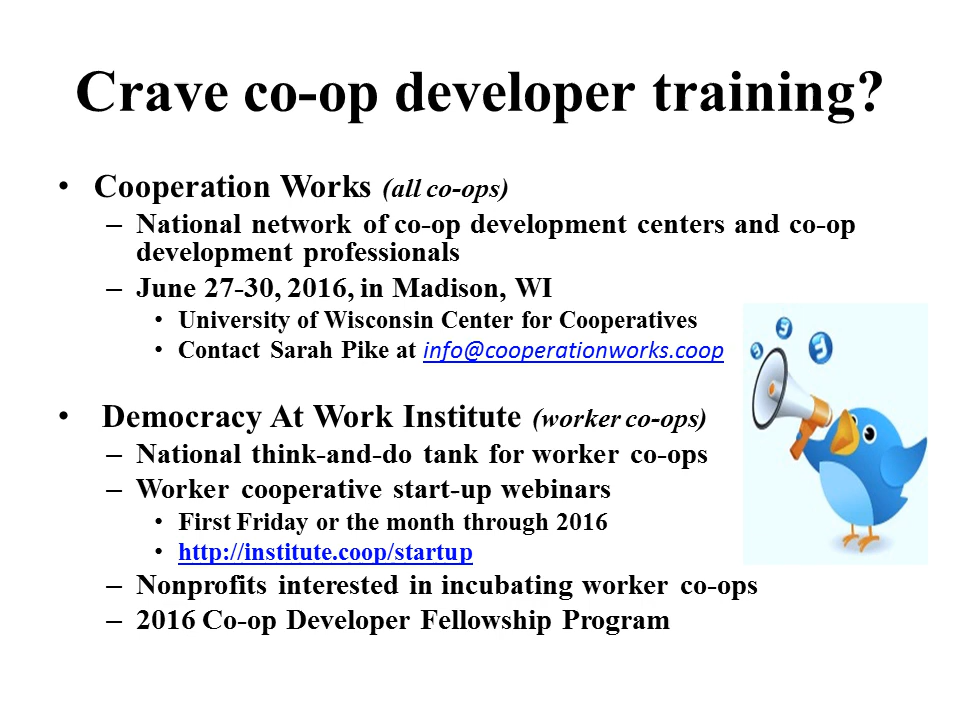 Crave co-op developer training?
• Cooperation Works (all co-ops)
– National network of co-op development centers and co-op
development professionals
– June 27-30, 2016, in Madison, WI
• University of Wisconsin Center for Cooperatives
• Contact Sarah Pike at info@cooperationworks.coop
• Democracy At Work Institute (worker co-ops)
– National think-and-do tank for worker co-ops
– Worker cooperative start-up webinars
• First Friday or the month through 2016
• http://institute.coop/startup
– Nonprofits interested in incubating worker co-ops
– 2016 Co-op Developer Fellowship Program